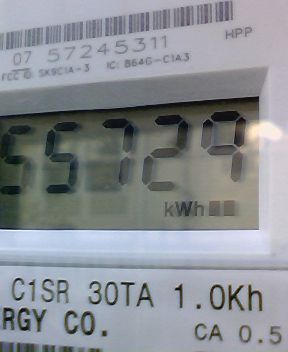 HPP
07 57245311
FCC ID: SK9C1A-3 IC: 864G-C1A3
55729
kWh
C1SR 30TA 1.0Kh
RGY CO. CA 0.5